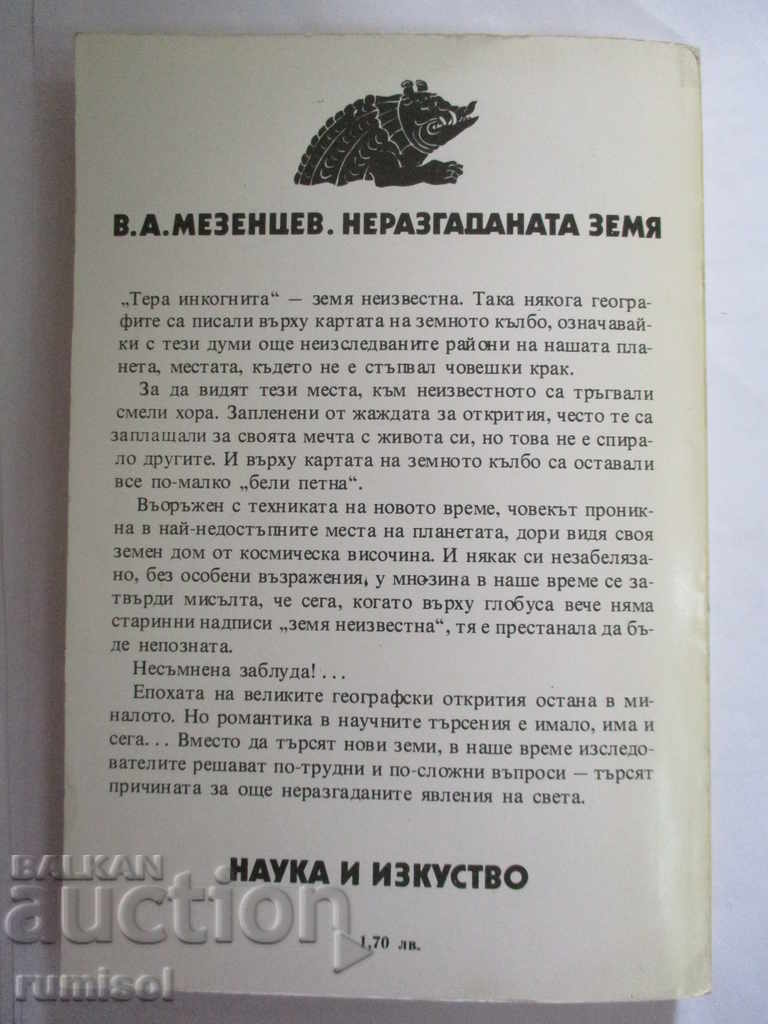 В. А. МЕЗЕНЦЕВ. НЕРАЗГАДАНАТА ЗЕМЯ
„Тера инкогнита“ — земя неизвестна. Така някога геогра-
фите са писали върху картата на земното кълбо, означавай-
ки с тези думи още неизследваните райони на нашата пла-
нета, местата, където не е стъпвал човешки крак.
За да видят тези места, към неизвестното са тръгвали
смели хора. Запленени от жаждата за открития, често те са
заплащали за своята мечта с живота си, но това не е спира-
ло другите. И върху картата на земното кълбо са оставали
все по-малко „бели петна“.
Въоръжен с техниката на новото време, човекът проник-
на в най-недостъпните места на планетата, дори видя своя
земен дом от космическа височина. И някак си незабеляза-
но, без особени възражения, у мнозина в наше време се за-
твърди мисълта, че сега, когато върху глобуса вече няма
старинни надписи „земя неизвестна“, тя е престанала да бъ-
де непозната.
Несъмнена заблуда! . . .
Епохата на великите географски открития остана в ми-
налото. Но романтика в научните търсения е имало, има и
сега. . . Вместо да търсят нови земи, в наше време изследо-
вателите решават по-трудни и по-сложни въпроси — търсят
причината за още неразгаданите явления на света.
НАУКА И ИЗКУСТВО
1,70 лв.
BALKAN
auction
rumisol